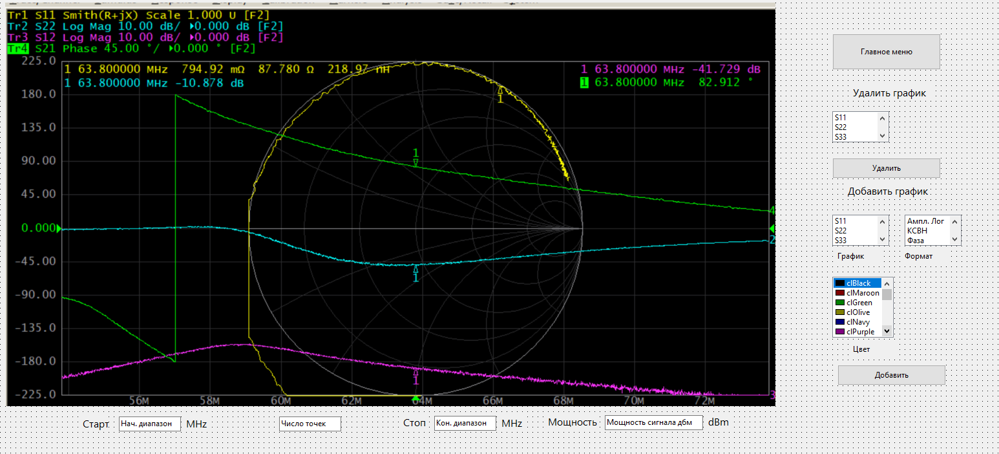 Tr1 S11 Smith(R+jX) Scale 1.000 U [F2]
Tr2 S22 Log Mag 10.00 dB/ ▶0.000 dB [F2]
Tr3 S12 Log Mag 10.00 dB/ ▶0.000 dB [F2]
Tr4 S21 Phase 45.00 °/ ▶0.000 ° [F2]
225.0
180.0
135.0
90.00
45.00
0.000
-45.00
-90.00
-135.0
-180.0
-225.0
1 63.800000 MHz 794.92 mΩ 87.780 Ω 218.97 пН
1 63.800000 MHz -10.878 dB
1 63.800000 MHz -41.729 dB
1 63.800000 MHz 82.912 °
1
1
1
1
4
2
3
56M 58M 60M 62M 64M 66M 68M 70M 72M
Старт
Нач. диапазон
MHz
Число точек
Стоп
Кон. диапазон
MHz
Мощность
Мощность сигнала дбм
dBm
Главное меню
Удалить график
S11
S22
S33
Удалить
Добавить график
S11
S22
S33
График
Ампл. Лог
КСВН
Фаза
Формат
clBlack
clMaroon
clGreen
clOlive
clNavy
clPurple
Цвет
Добавить